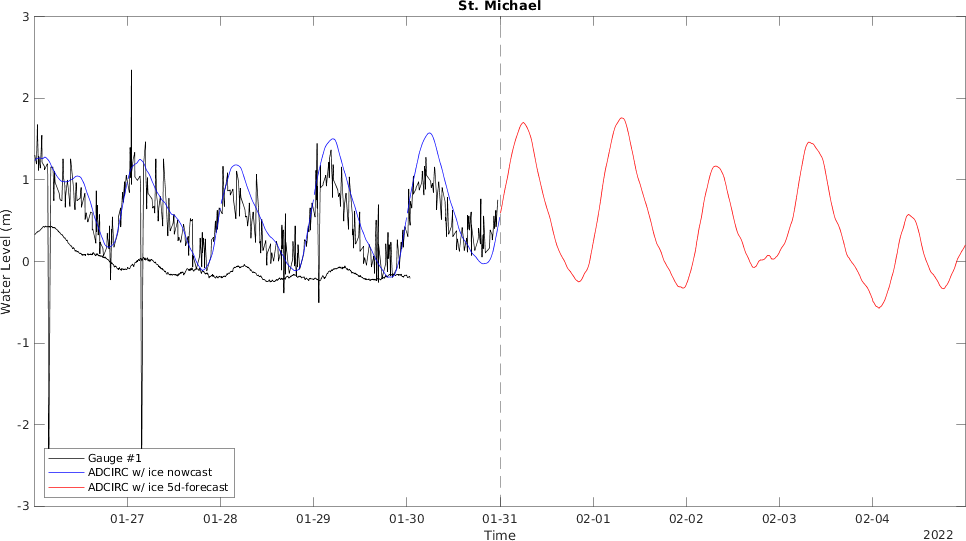 St. Michael
3
2
1
0
-1
-2
-3
Water Level (m)
Gauge #1
ADCIRC w/ ice nowcast
ADCIRC w/ ice 5d-forecast
01-27
01-28
01-29
01-30
01-31
02-01
02-02
02-03
02-04
Time
2022